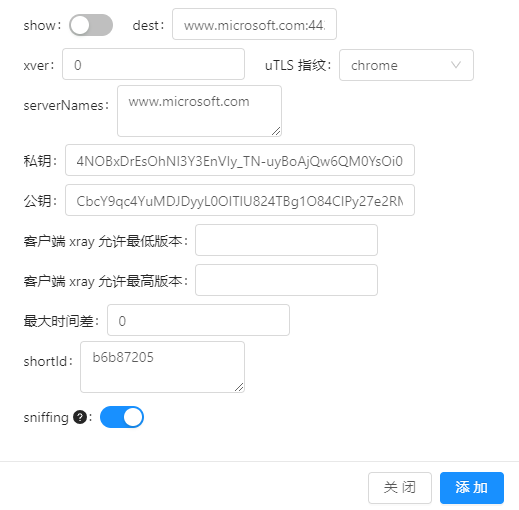 show: dest: www.microsoft.com:44
xver: 0 uTLS 指纹: chrome
serverNames: www.microsoft.com
私钥: 4NOBxDrEsOhNI3Y3EnVIy_TN-uyBoAjQw6QM0YsOi0
公钥: CbcY9qc4YuMDJDyyL0OITIU824TBg1O84CIPy27e2RM
客户端 xray 允许最低版本:
客户端 xray 允许最高版本:
最大时间差: 0
shortId: b6b87205
sniffing ?:
关 闭 添 加